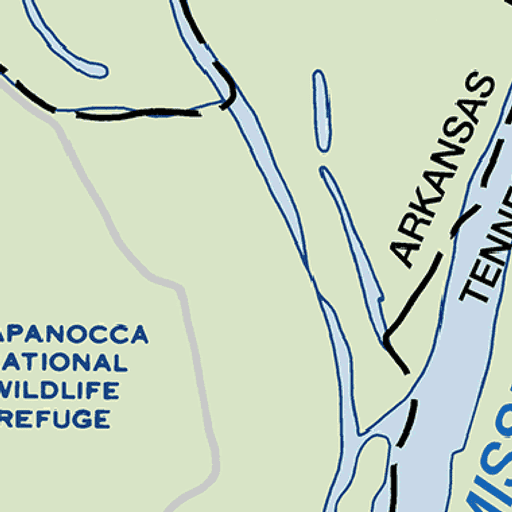 ARKANSAS
TENNE
APANOCCA
ATIONAL
WILDLIFE
REFUGE
MISS